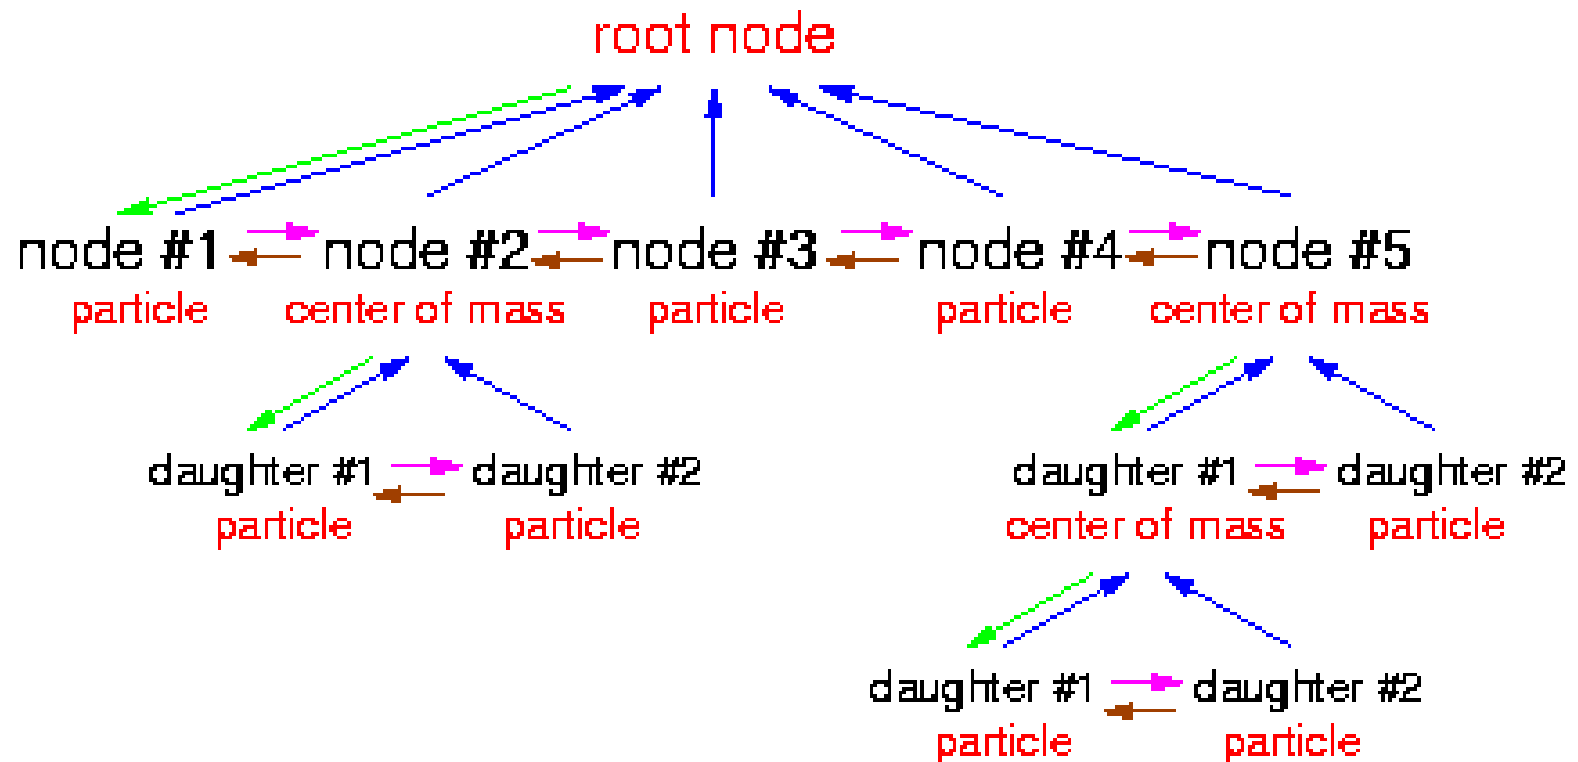 root node
node #1 node #2 node #3 node #4 node #5
particle center of mass particle particle center of mass
daughter #1 daughter #2 daughter #1 daughter #2
particle particle center of mass particle
daughter #1 daughter #2
particle particle